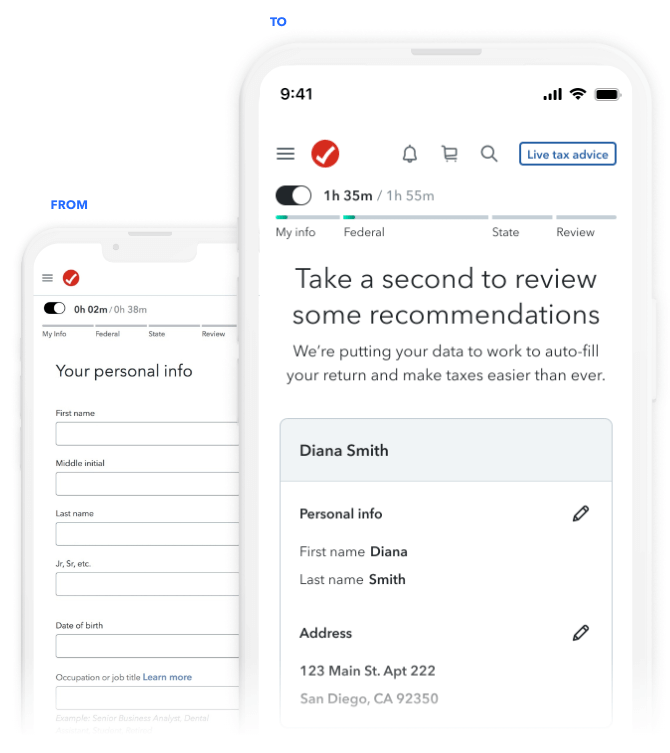 TO
9:41
Live tax advice
1h 35m / 1h 55m
My info Federal State Review
Take a second to review
some recommendations
We're putting your data to work to auto-fill
your return and make taxes easier than ever.
Diana Smith
Personal info
First name Diana
Last name Smith
Address
123 Main St. Apt 222
San Diego, CA 92350
FROM
0h 02m / 0h 38m
My Info Federal State Review
Your personal info
First name
Middle initial
Last name
Jr, Sr, etc.
Date of birth
Occupation or job title Learn more
Example: Senior Business Analyst, Dental